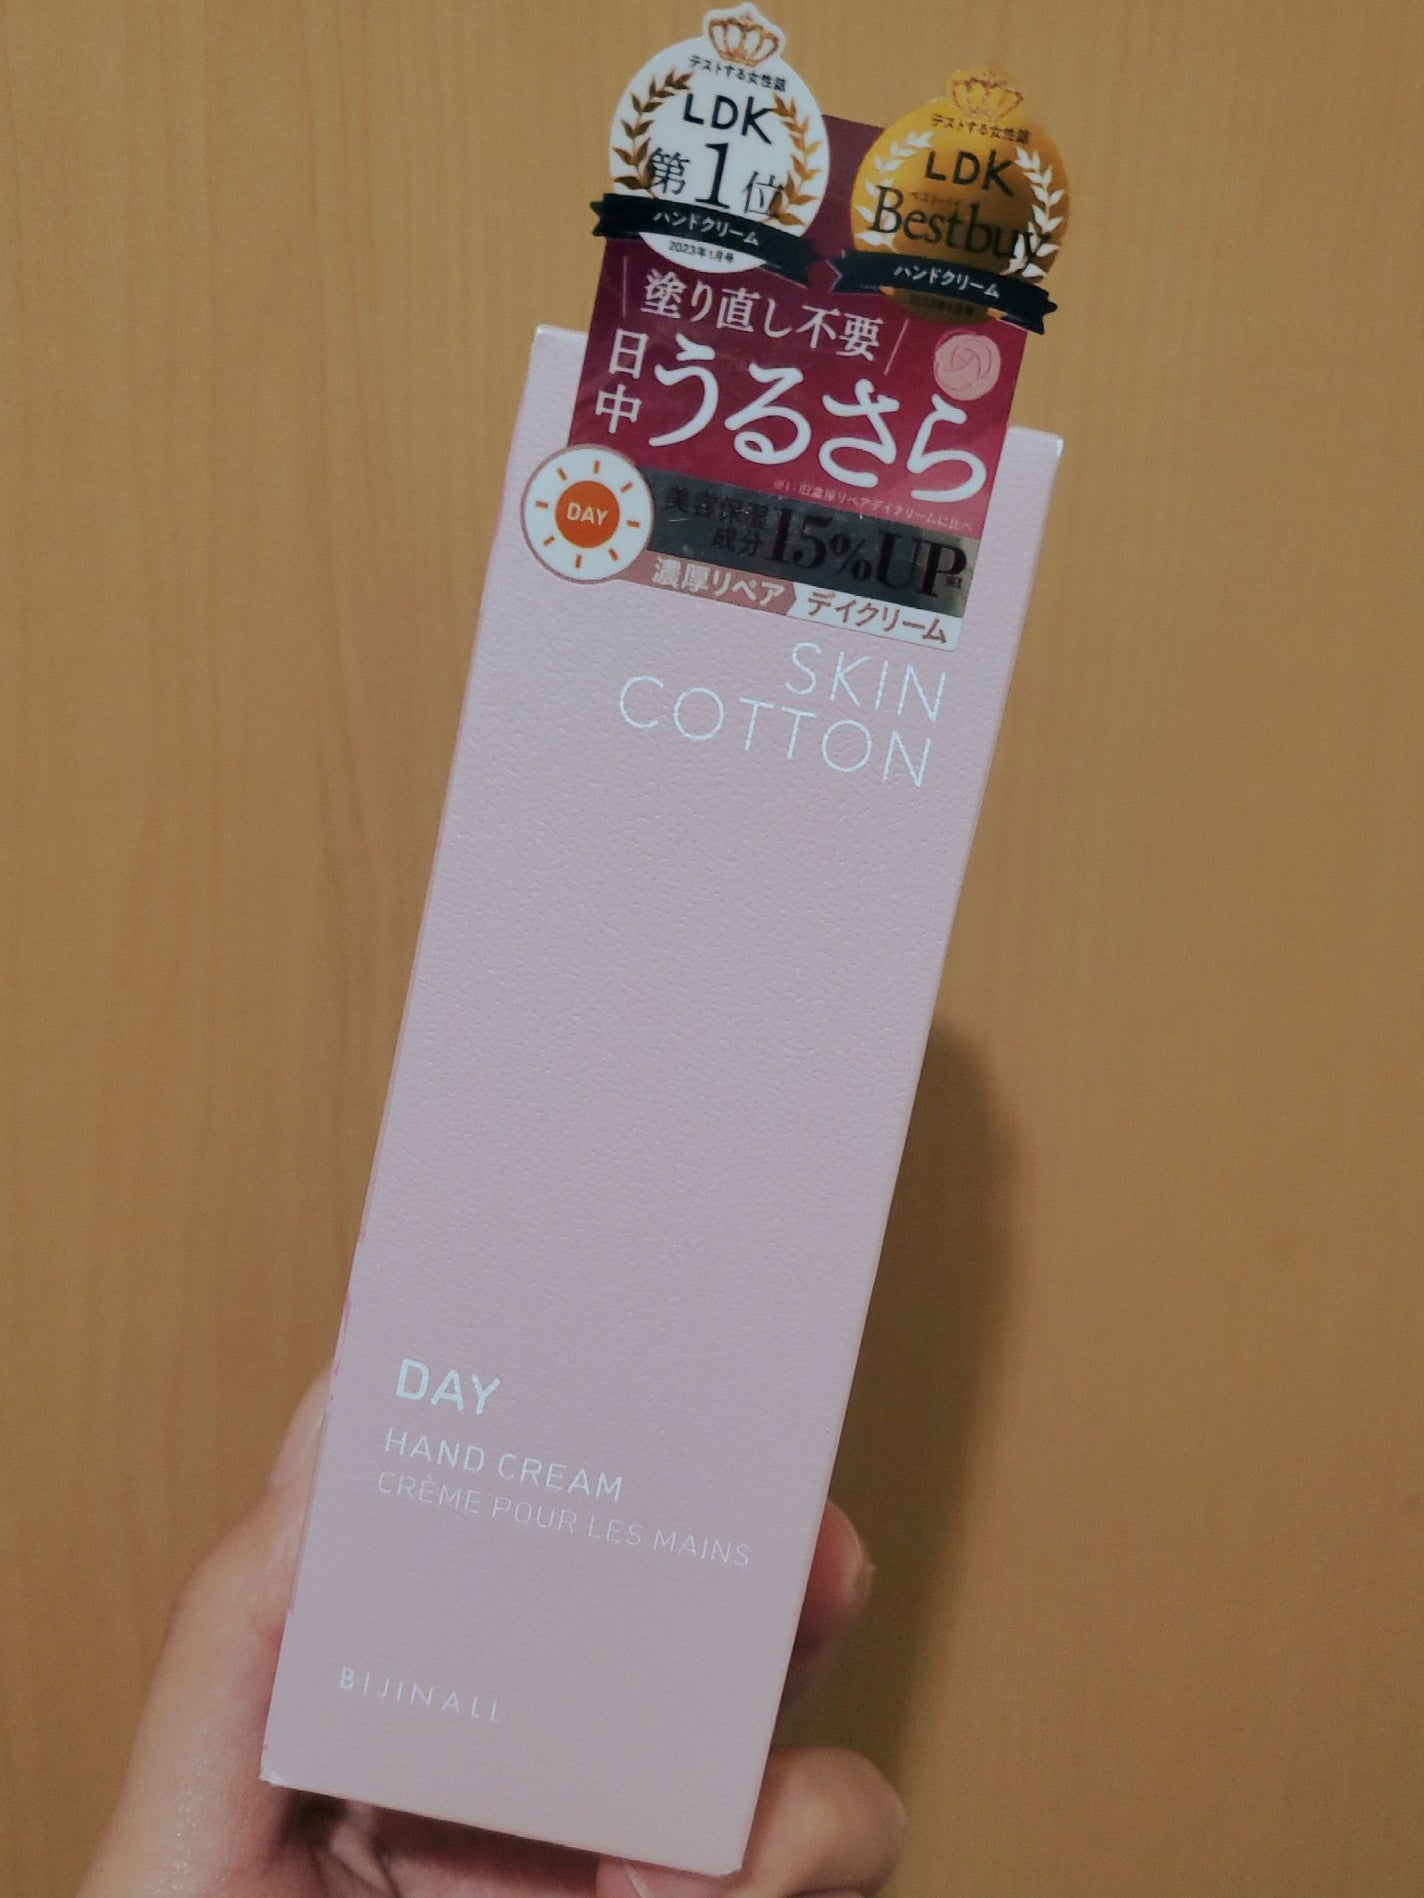 テストする女性誌
LDK
第1位
ハンドクリーム
2023年1月号
テストする女性誌
LDK
Bestbuy
ハンドクリーム
塗り直し不要
日中うるさら
※1：旧濃厚リペアデイクリームに比べ
DAY
美容保湿
成分15%UP※1
濃厚リペア デイクリーム
SKIN
COTTON
DAY
HAND CREAM
CRÈME POUR LES MAINS
BIJINALL